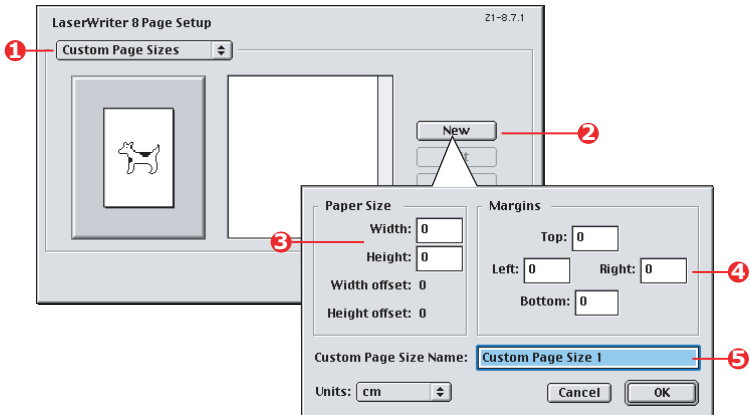 LaserWriter 8 Page Setup
Z1-8.7.1
1
Custom Page Sizes
New
2
Paper Size
Margins
3
Width: 0
Height: 0
Width offset: 0
Height offset: 0
Top: 0
Left: 0 Right: 0
4
Bottom: 0
Custom Page Size Name: Custom Page Size 1
5
Units: cm
Cancel
OK